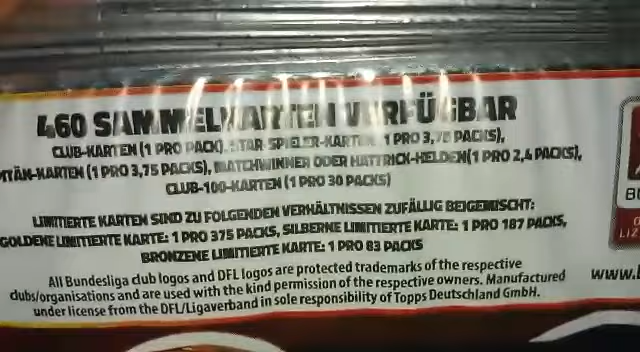 460 SAMMELKARTEN VERFÜGBAR
CLUB-KARTEN (1 PRO PACK), STAR-SPIELER-KARTEN (1 PRO 3,75 PACKS),
ITÄN-KARTEN (1 PRO 3,75 PACKS), MATCHWINNER ODER HATTRICK-HELDEN(1 PRO 2,4 PACKS),
CLUB-100-KARTEN (1 PRO 30 PACKS)
LIMITIERTE KARTEN SIND ZU FOLGENDEN VERHÄLTNISSEN ZUFÄLLIG BEIGEMISCHT:
GOLDENE LIMITIERTE KARTE: 1 PRO 375 PACKS, SILBERNE LIMITIERTE KARTE: 1 PRO 187 PACKS,
BRONZENE LIMITIERTE KARTE: 1 PRO 83 PACKS
All Bundesliga club logos and DFL logos are protected trademarks of the respective
clubs/organisations and are used with the kind permission of the respective owners. Manufactured
under license from the DFL/Ligaverband in sole responsibility of Topps Deutschland GmbH.
BU
LIZ
www.